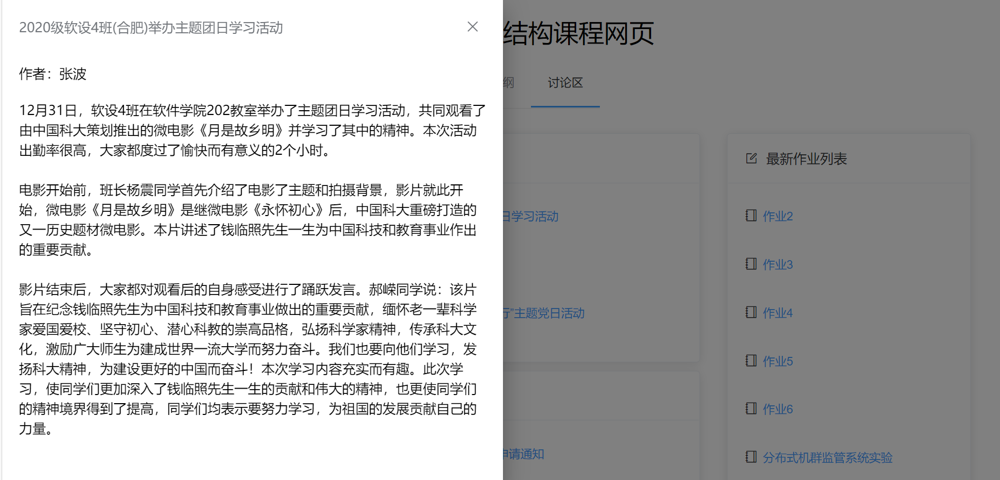 2020级软设4班(合肥)举办主题团日学习活动
作者：张波
12月31日，软设4班在软件学院202教室举办了主题团日学习活动，共同观看了
由中国科大策划推出的微电影《月是故乡明》并学习了其中的精神。本次活动
出勤率很高，大家都度过了愉快而有意义的2个小时。
电影开始前，班长杨震同学首先介绍了电影了主题和拍摄背景，影片就此开
始，微电影《月是故乡明》是继微电影《永怀初心》后，中国科大重磅打造的
又一历史题材微电影。本片讲述了钱临照先生一生为中国科技和教育事业作出
的重要贡献。
影片结束后，大家都对观看后的自身感受进行了踊跃发言。郝嵘同学说：该片
旨在纪念钱临照先生为中国科技和教育事业做出的重要贡献，缅怀老一辈科学
家爱国爱校、坚守初心、潜心科教的崇高品格，弘扬科学家精神，传承科大文
化，激励广大师生为建成世界一流大学而努力奋斗。我们也要向他们学习，发
扬科大精神，为建设更好的中国而奋斗！本次学习内容充实而有趣。此次学
习，使同学们更加深入了钱临照先生一生的贡献和伟大的精神，也更使同学们
的精神境界得到了提高，同学们均表示要努力学习，为祖国的发展贡献自己的
力量。
结构课程网页
纲 讨论区
日学习活动
行”主题党日活动
申请通知
最新作业列表
作业2
作业3
作业4
作业5
作业6
分布式机群监管系统实验